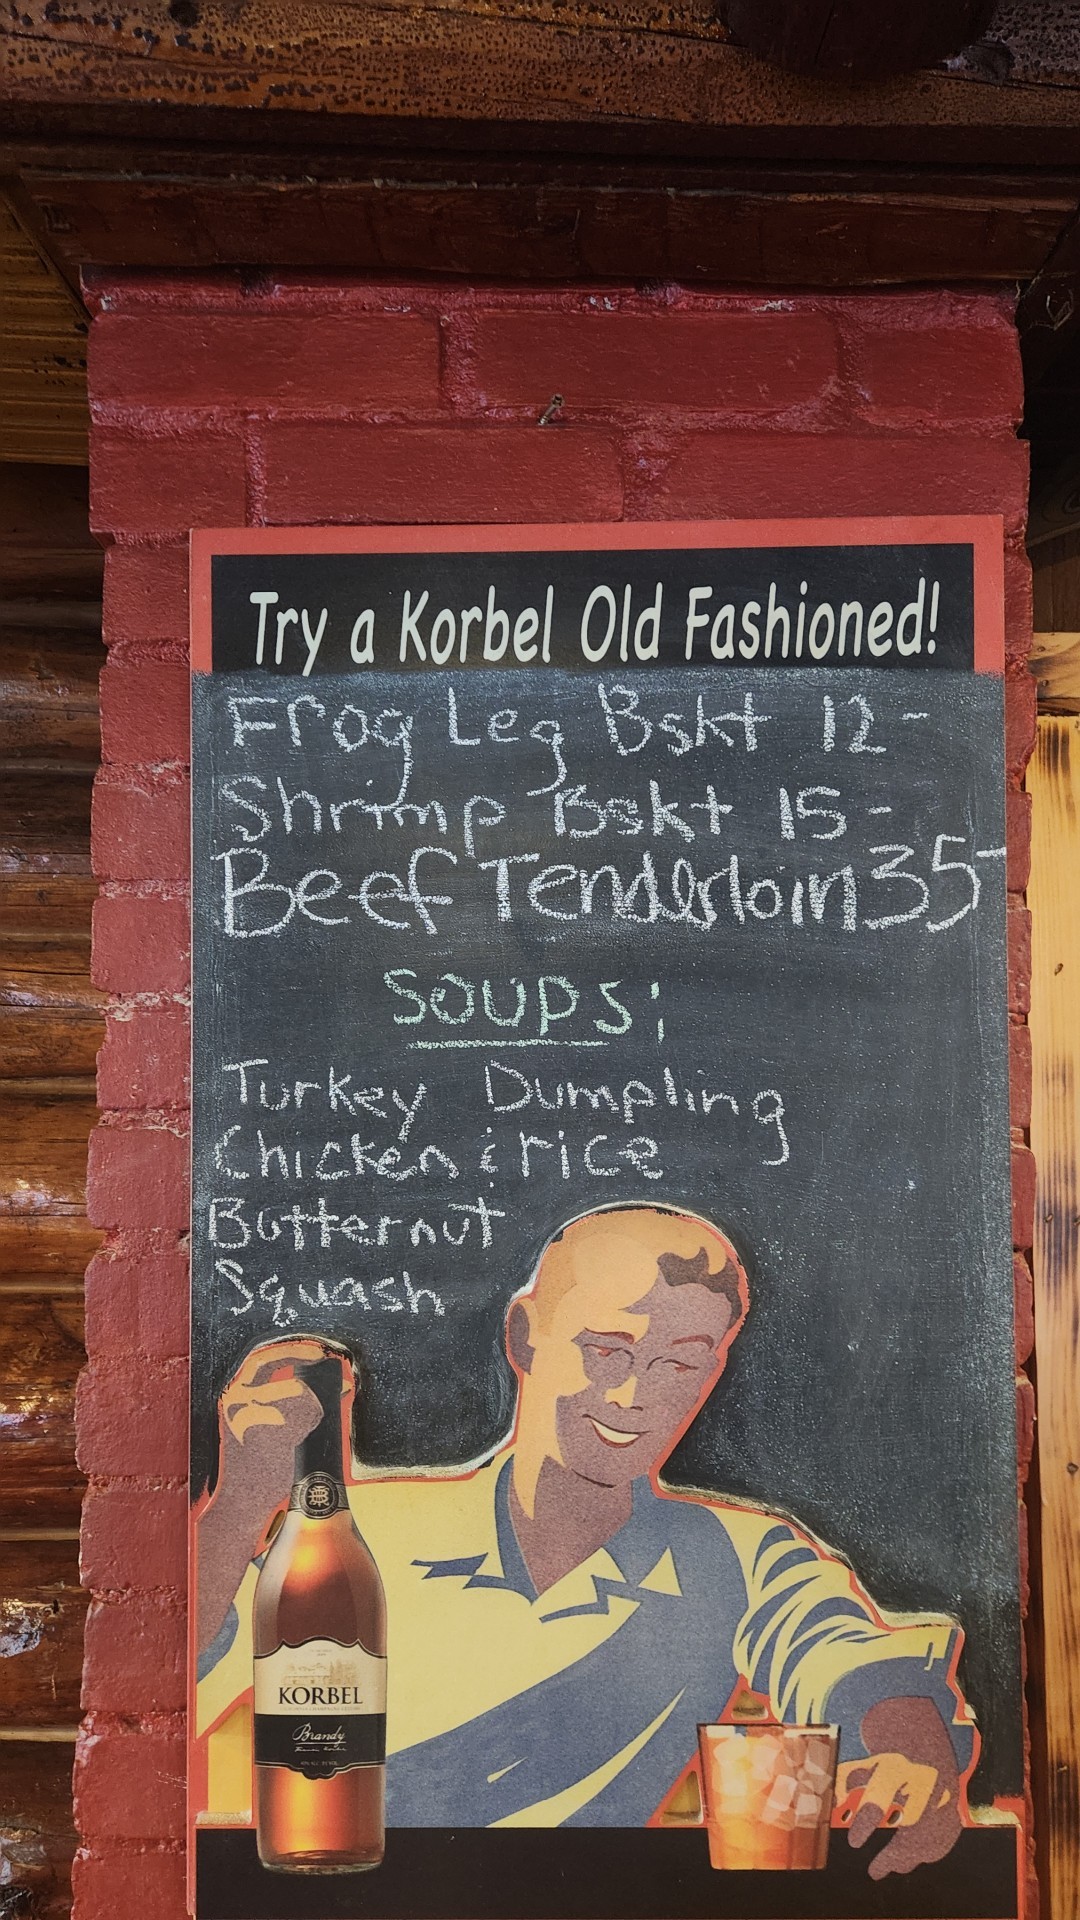 Try a Korbel Old Fashioned!
Frog Leg Bskt 12-
Shrimp Bskt 15-
Beef Tenderloin 35-
SOUPS;
Turkey Dumpling
Chicken & rice
Butternut
Squash
KORBEL
Brandy